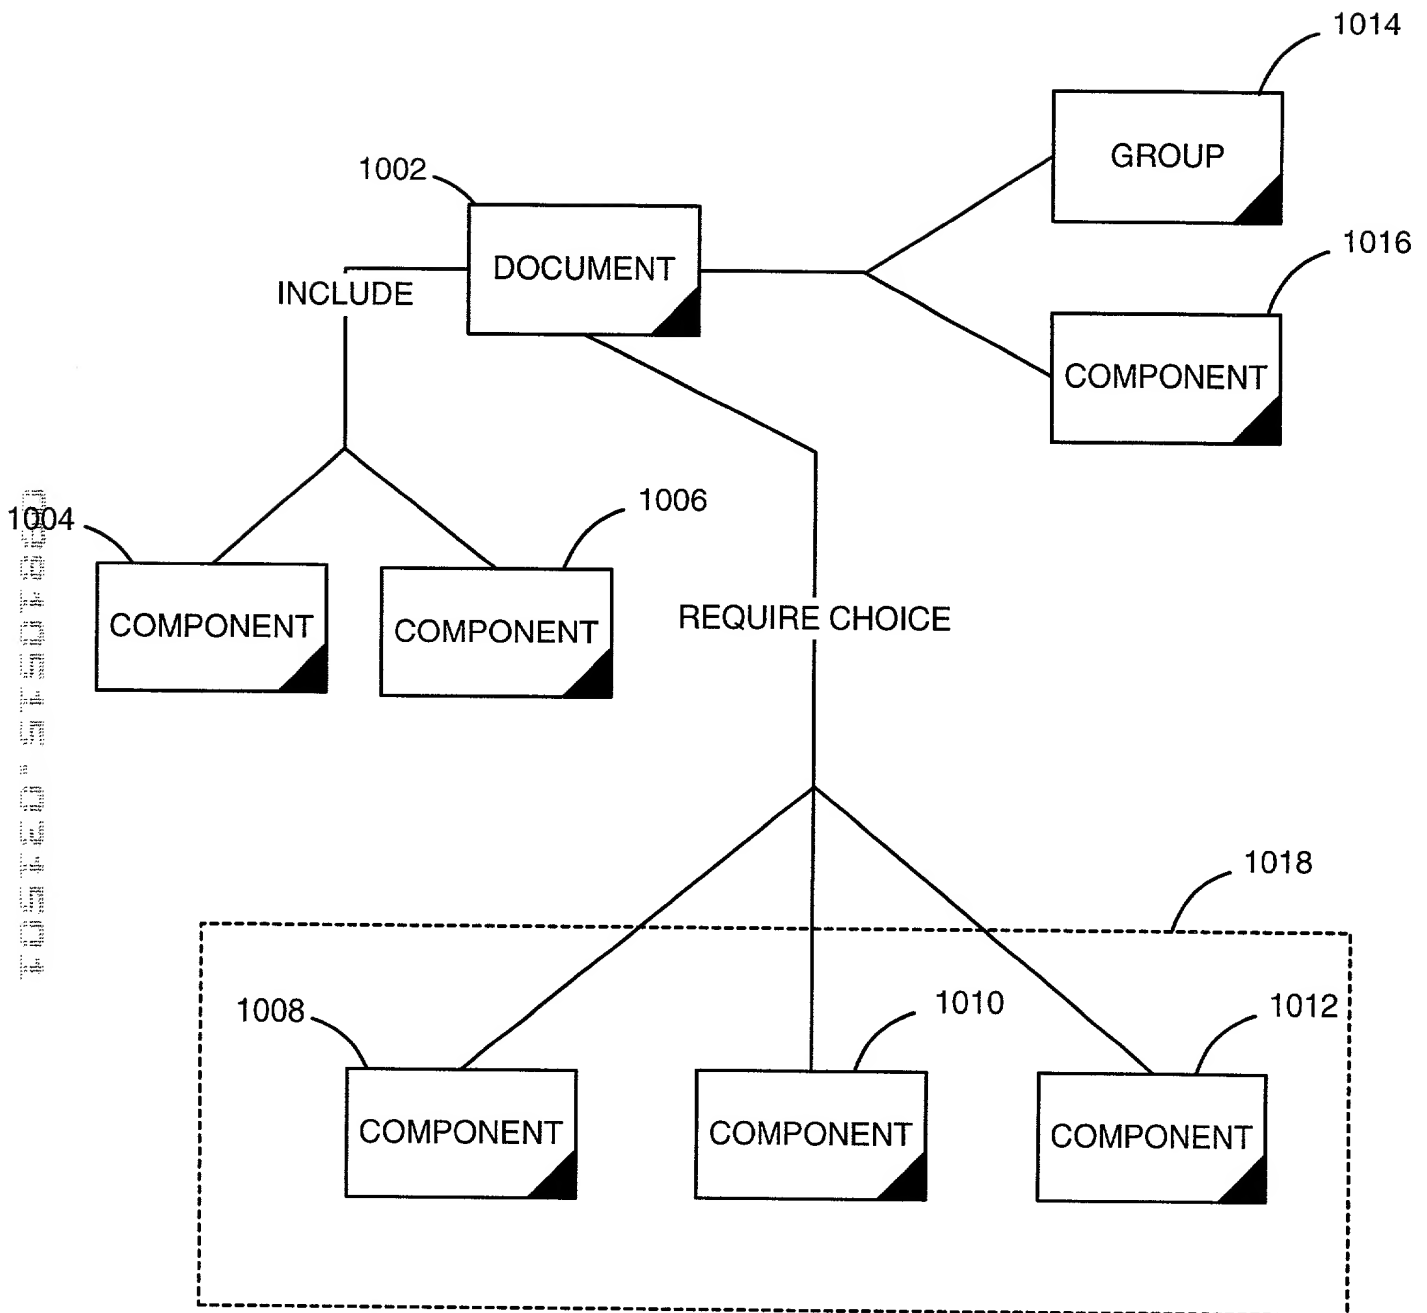 1014
GROUP
1002
DOCUMENT
1016
INCLUDE
COMPONENT
1004
1006
COMPONENT
COMPONENT
REQUIRE CHOICE
1018
1008
1010
1012
COMPONENT
COMPONENT
COMPONENT